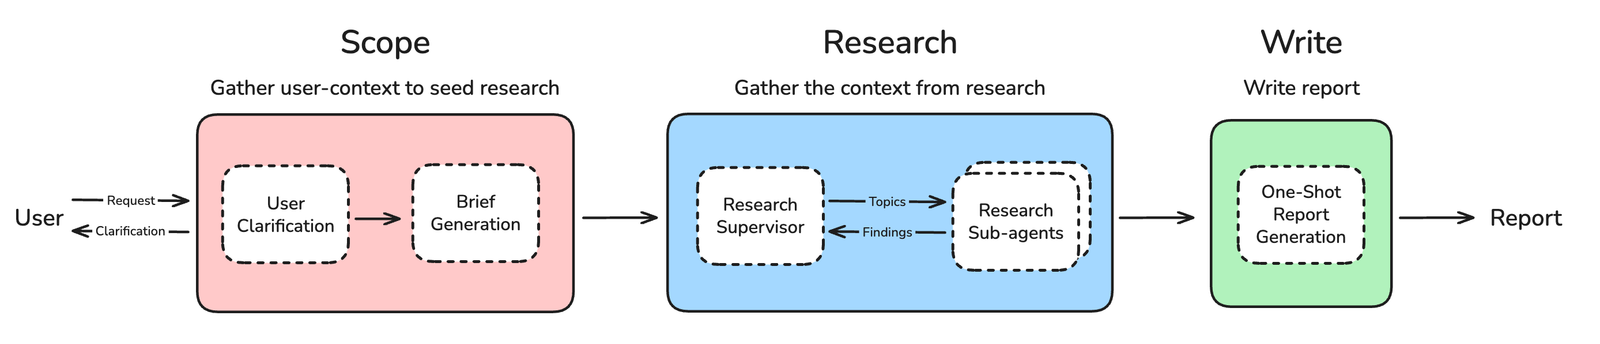 Scope
Gather user-context to seed research
Research
Gather the context from research
Write
Write report
User
Request
Clarification
User
Clarification
Brief
Generation
Research
Supervisor
Topics
Findings
Research
Sub-agents
One-Shot
Report
Generation
Report